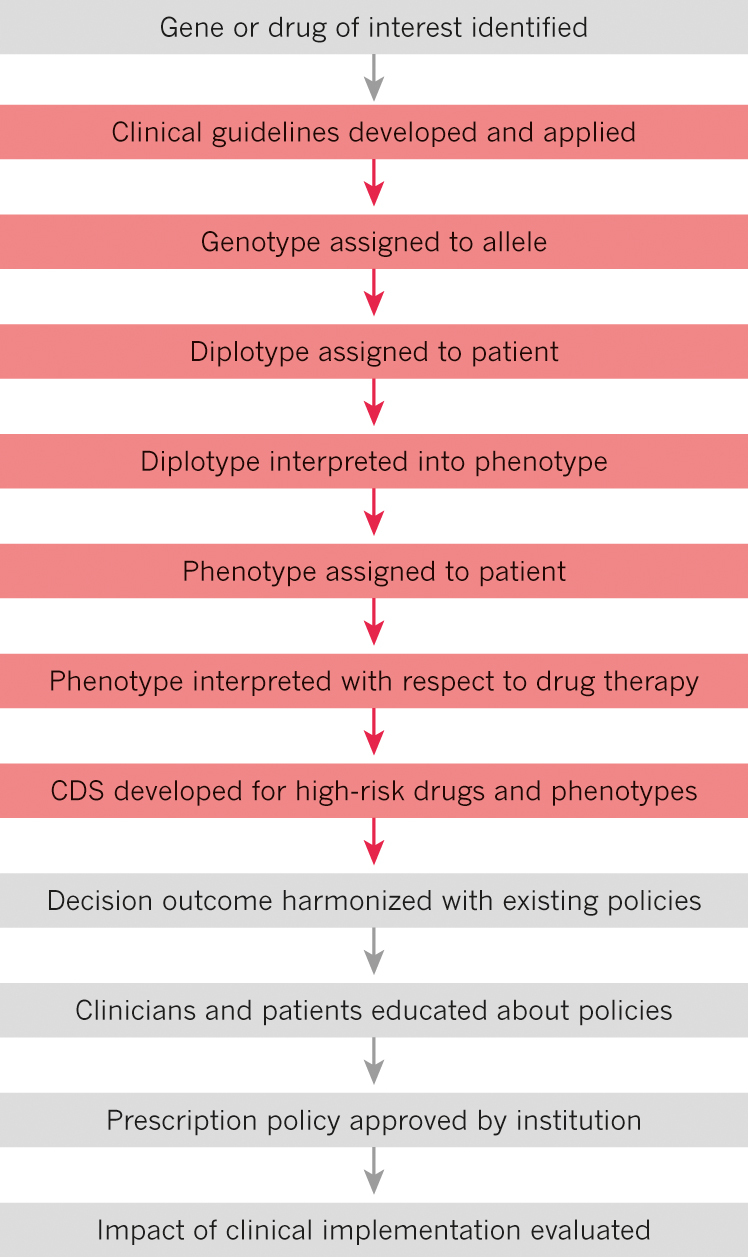 Gene or drug of interest identified
Clinical guidelines developed and applied
Genotype assigned to allele
Diplotype assigned to patient
Diplotype interpreted into phenotype
Phenotype assigned to patient
Phenotype interpreted with respect to drug therapy
CDS developed for high-risk drugs and phenotypes
Decision outcome harmonized with existing policies
Clinicians and patients educated about policies
Prescription policy approved by institution
Impact of clinical implementation evaluated